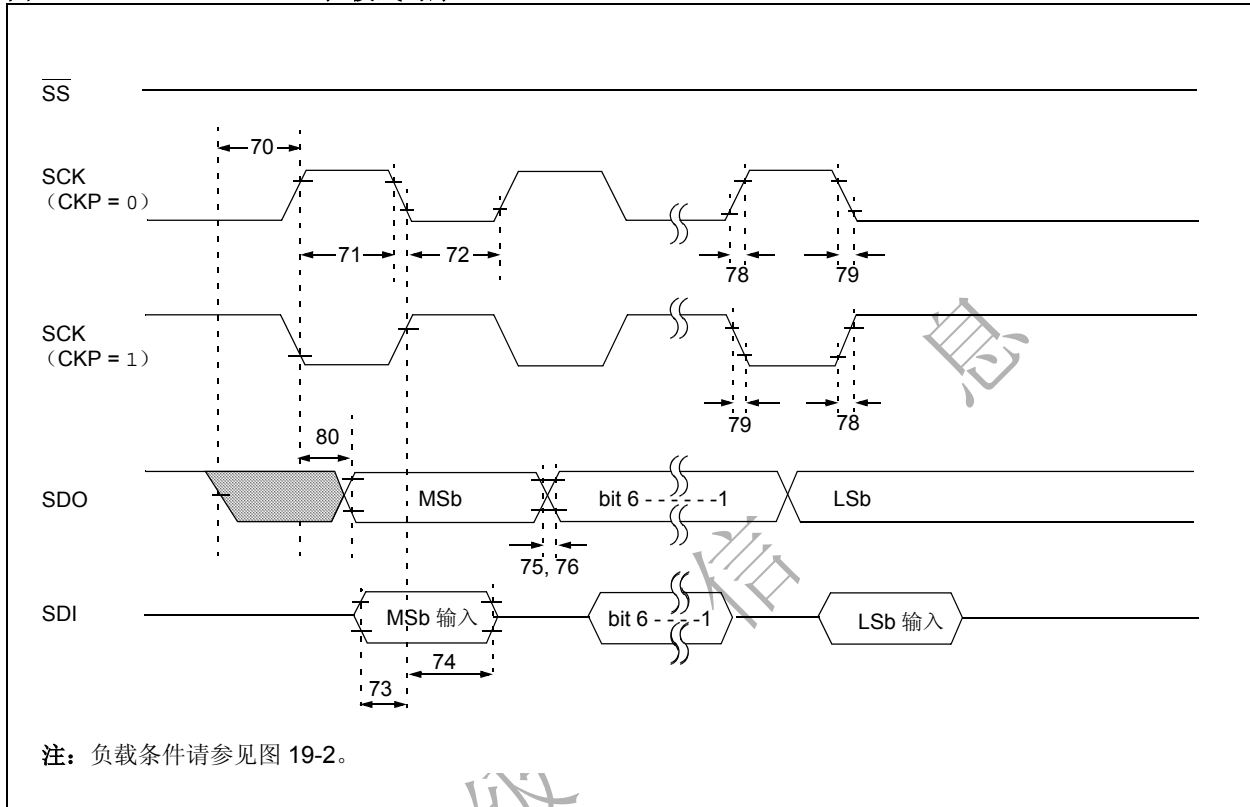 SS
70
SCK
（CKP = 0）
71
72
78
79
SCK
（CKP = 1）
79
78
80
SDO
MSb
bit 6 - - - - - - -1
LSb
75, 76
SDI
MSb 输入
bit 6 - - - - -1
LSb 输入
74
73
注：负载条件请参见图 19-2。
息
信